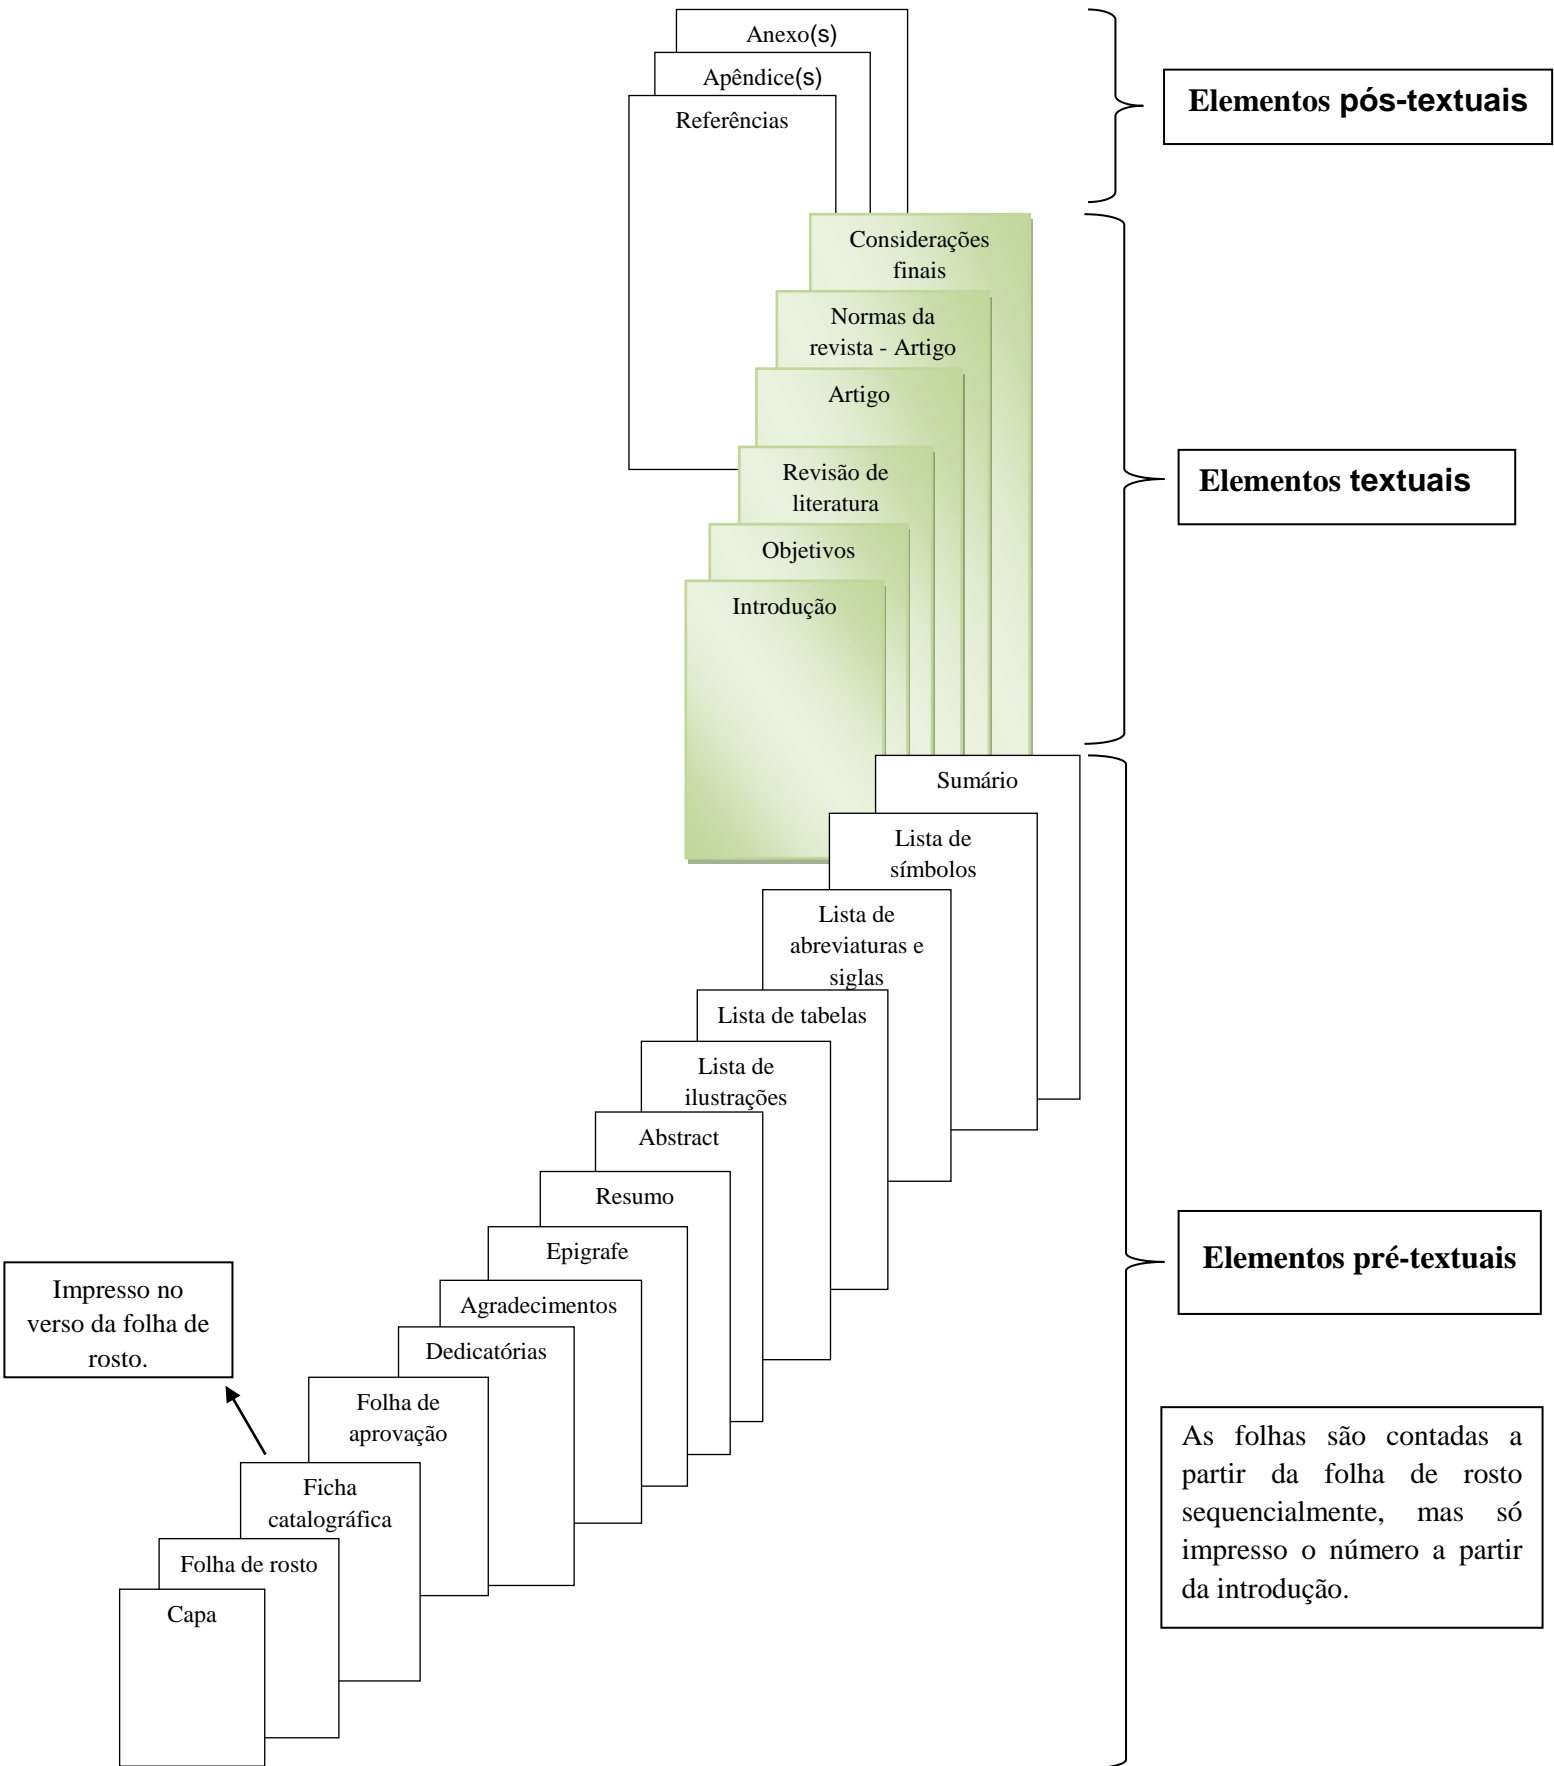 Anexo(s)
Apêndice(s)
Referências
Elementos pós-textuais
Considerações
finais
Normas da
revista - Artigo
Artigo
Revisão de
literatura
Objetivos
Introdução
Elementos textuais
Sumário
Lista de
símbolos
Lista de
abreviaturas e
siglas
Lista de tabelas
Lista de
ilustrações
Abstract
Resumo
Epigrafe
Agradecimentos
Dedicatórias
Folha de
aprovação
Ficha
catalográfica
Folha de rosto
Capa
Impresso no
verso da folha de
rosto.
Elementos pré-textuais
As folhas são contadas a
partir da folha de rosto
sequencialmente, mas só
impresso o número a partir
da introdução.